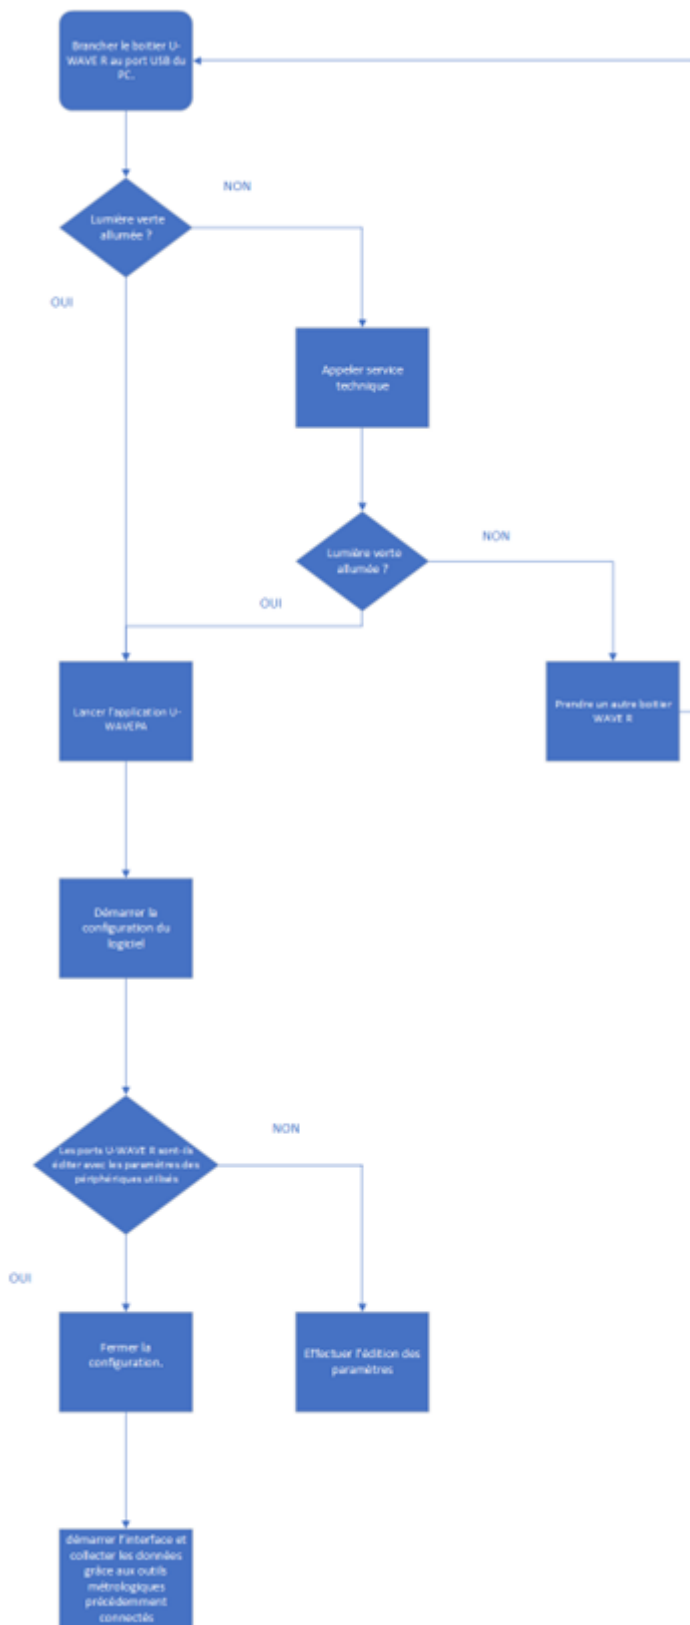 Brancher le boitier U-
WAVE R au port USB du
PC.
NON
Lumière verte
allumée ?
OUI
Appeler service
technique
NON
Lumière verte
allumée ?
OUI
Lancer l'application U-
WAVEPA
Prendre un autre boitier
WAVE R
Démarrer la
configuration du
logiciel
NON
Les ports U-WAVE R sont-ils
éditer avec les paramètres des
périphériques utilisés
OUI
Fermer la
configuration.
Effectuer l'édition des
paramètres
démarrer l'interface et
collecter les données
grâce aux outils
métrologiques
précédemment
connectés